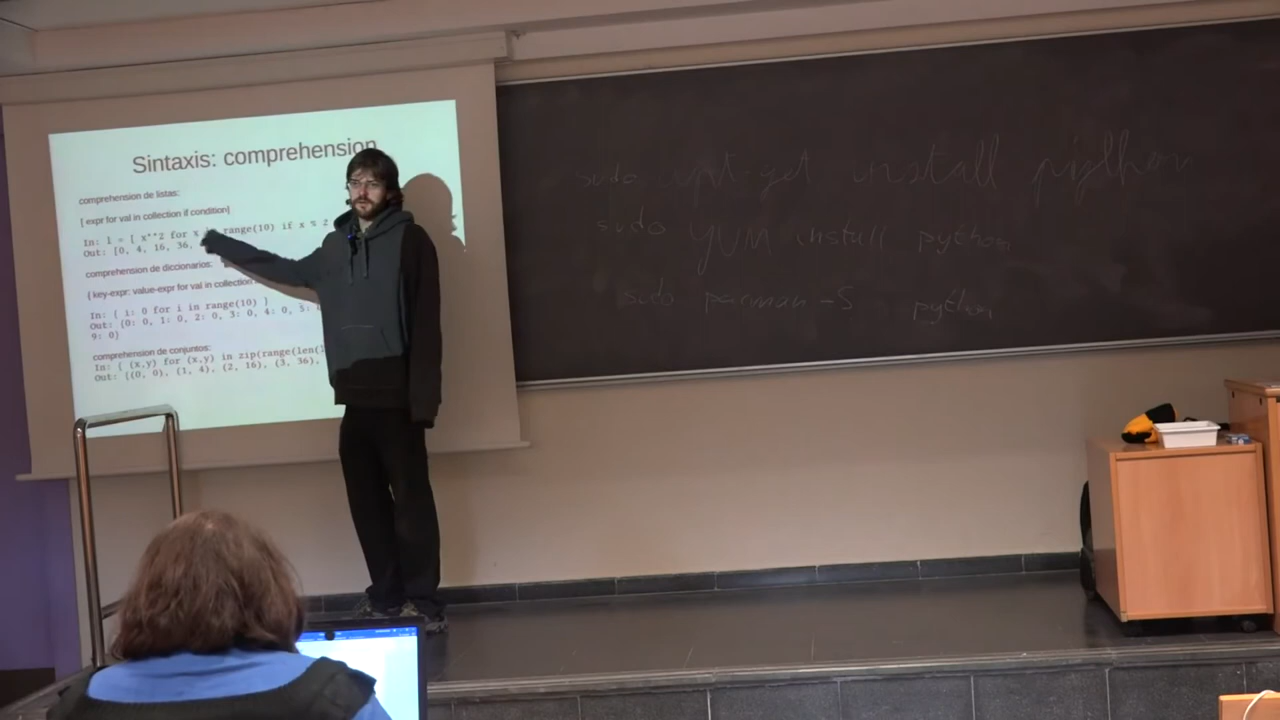 Sintaxis: comprehension
comprehension de listas:
[ expr for val in collection if condition]
In: l = [ x**2 for x in range(10) if x % 2
Out: [0, 4, 16, 36,
comprehension de diccionarios:
{ key-expr: value-expr for val in collection
In: { i: 0 for i in range(10) }
Out: {0: 0, 1: 0, 2: 0, 3: 0, 4: 0, 5:
9: 0}
comprehension de conjuntos:
In: { (x,y) for (x,y) in zip(range(len(
Out: {(0, 0), (1, 4), (2, 16), (3, 36),
sudo apt-get install python
sudo YUM install python
sudo pacman -S python